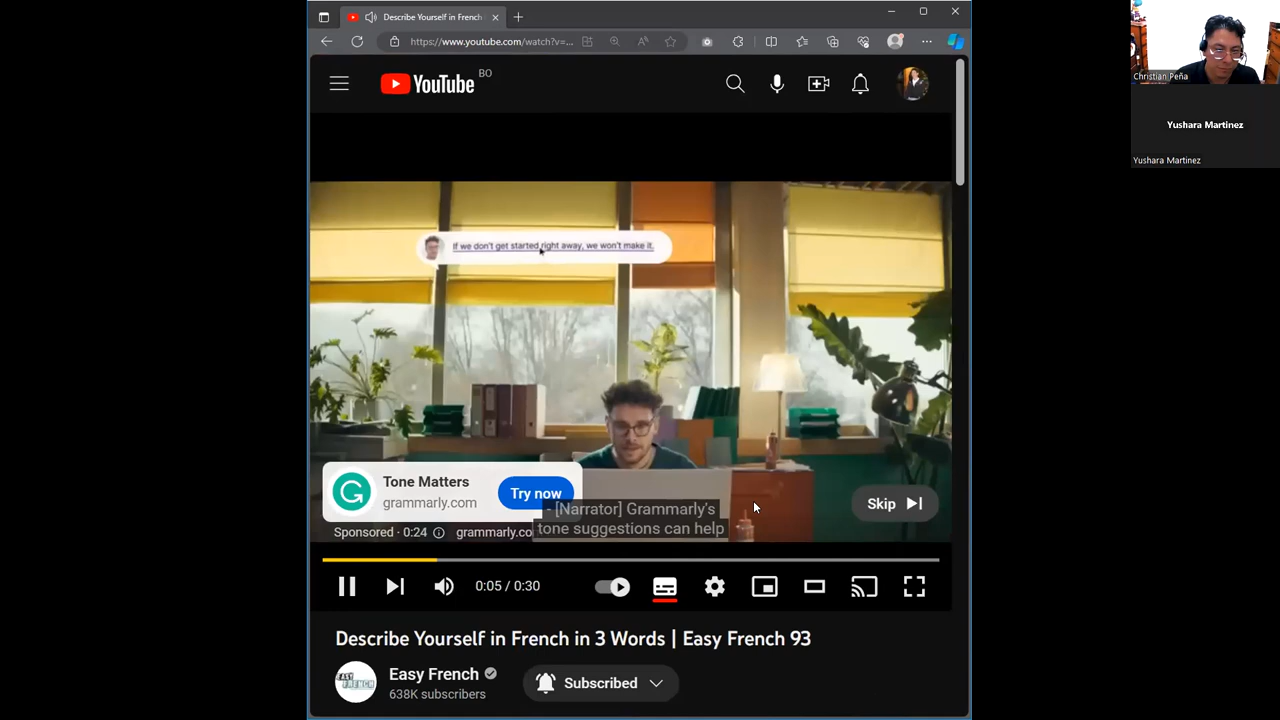 Describe Yourself in French
https://www.youtube.com/watch?v=...
YouTube BO
If we don't get started right away, we won't make it.
Tone Matters
grammarly.com
Try now
- [Narrator] Grammarly's
tone suggestions can help
Skip
Sponsored · 0:24 grammarly.co
0:05 / 0:30
Describe Yourself in French in 3 Words | Easy French 93
EASY
FRENCH
Easy French
638K subscribers
Subscribed
Christian Peña
Yushara Martinez
Yushara Martinez